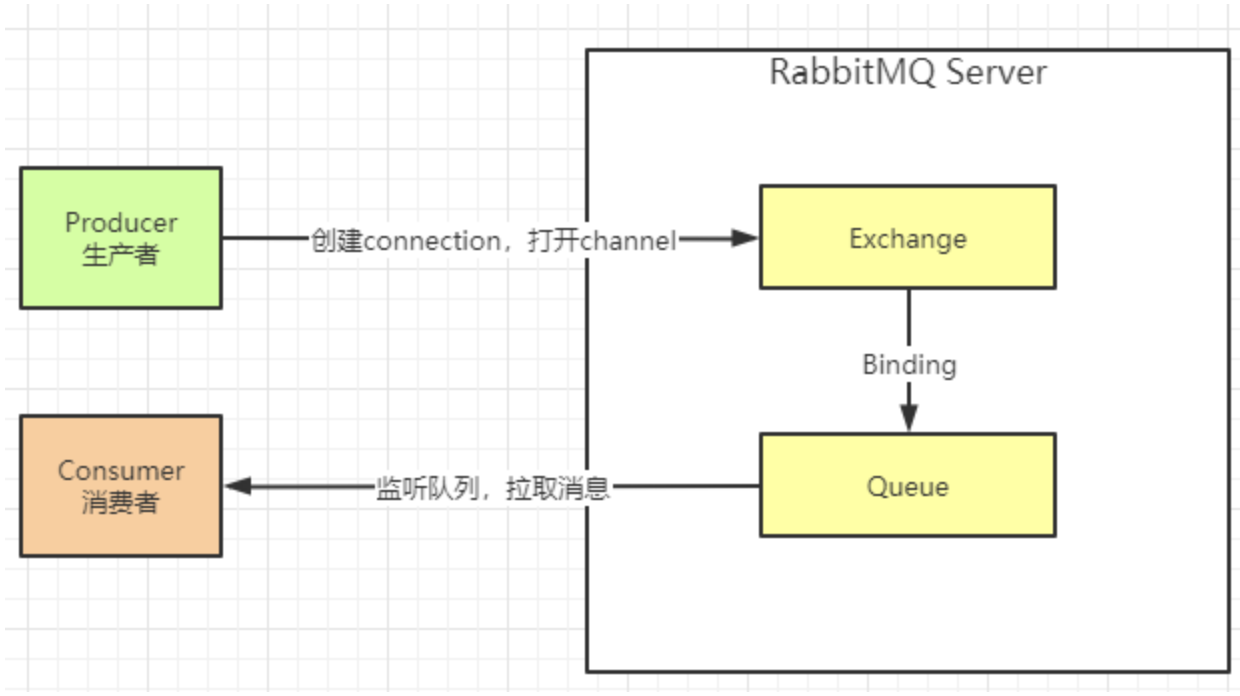 RabbitMQ Server
Producer
生产者
创建connection，打开channel
Exchange
Binding
Consumer
消费者
监听队列，拉取消息
Queue